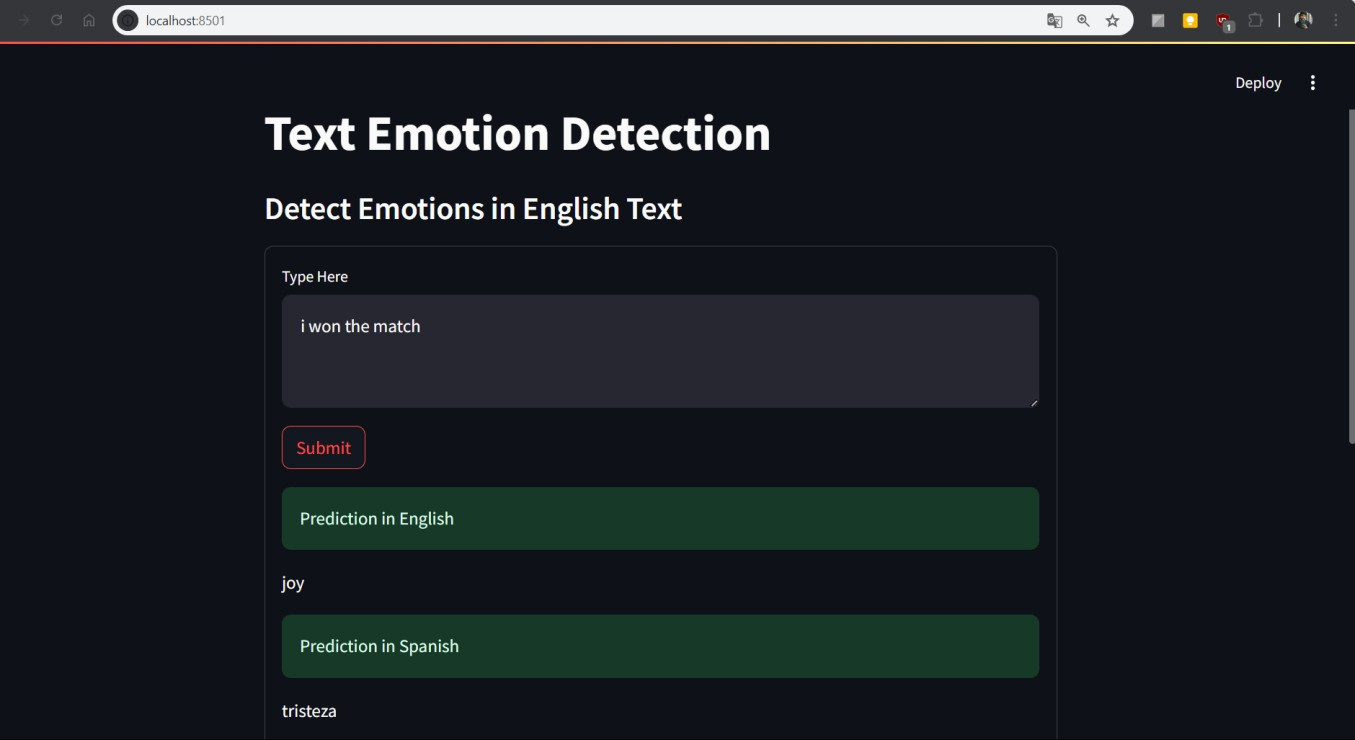 localhost:8501
1
Deploy
Text Emotion Detection
Detect Emotions in English Text
Type Here
i won the match
Submit
Prediction in English
joy
Prediction in Spanish
tristeza